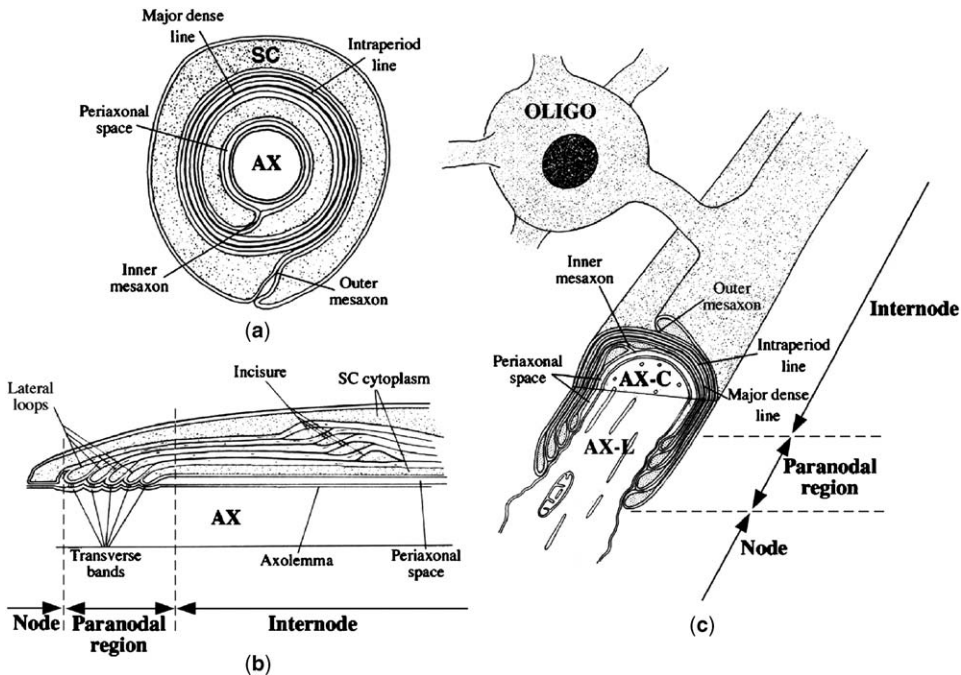 Major dense
line
SC
Intraperiod
line
Periaxonal
space
AX
Inner
mesaxon
Outer
mesaxon
(a)
Lateral
loops
Incisure
SC cytoplasm
AX
Transverse
bands
Axolemma
Periaxonal
space
Node
Paranodal
region
Internode
(b)
OLIGO
Inner
mesaxon
Outer
mesaxon
Internode
Periaxonal
space
AX-C
Intraperiod
line
Major dense
line
AX-L
Paranodal
region
Node
(c)